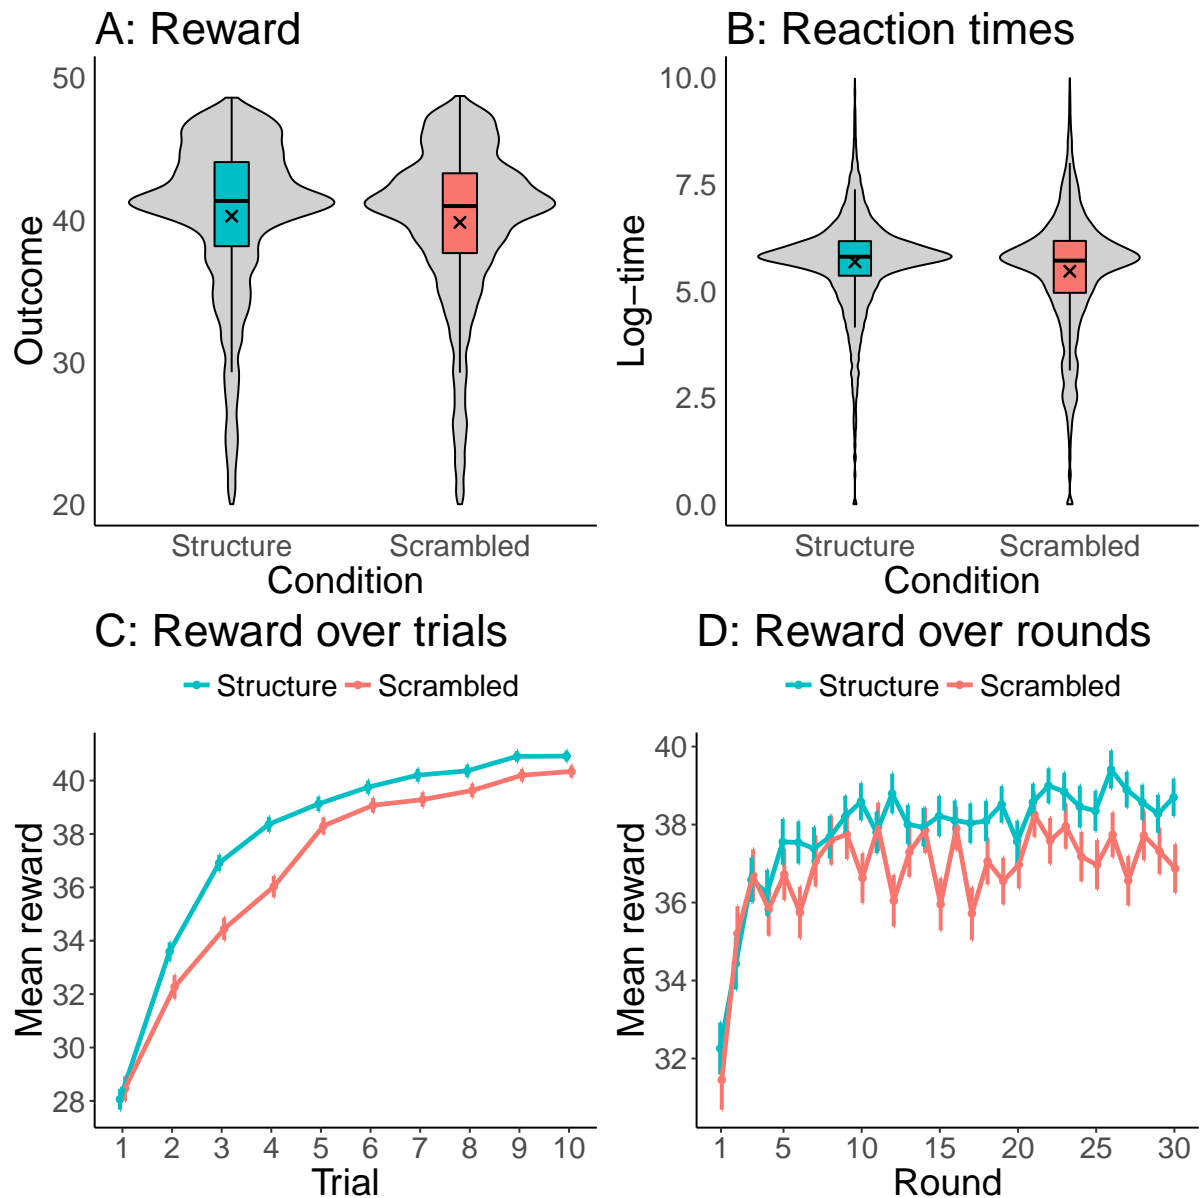 A: Reward
50
40
30
20
Outcome
Structure Scrambled
Condition
B: Reaction times
10.0
7.5
5.0
2.5
0.0
Log−time
Structure Scrambled
Condition
C: Reward over trials
Structure Scrambled
40
38
36
34
32
30
28
Mean reward
1 2 3 4 5 6 7 8 9 10
Trial
D: Reward over rounds
Structure Scrambled
40
38
36
34
32
Mean reward
1 5 10 15 20 25 30
Round